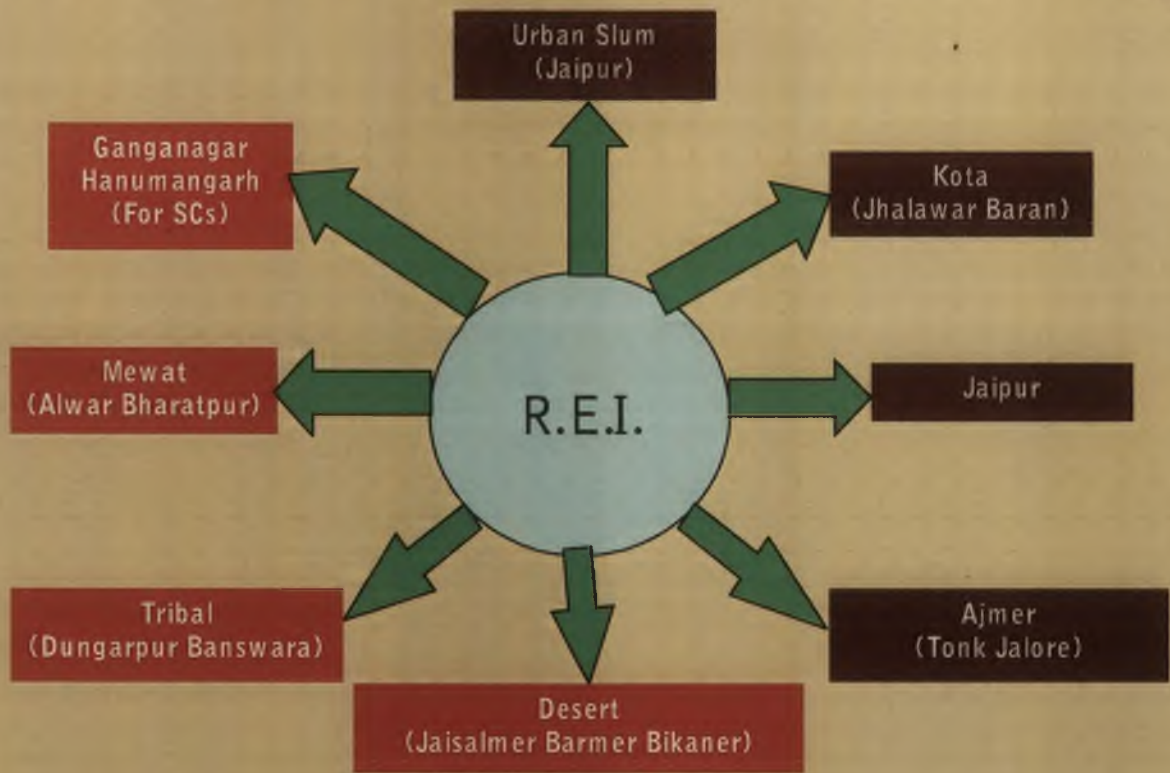 Urban Slum
(Jaipur)
Ganganagar
Hanumangarh
(For SCs)
Kota
(Jhalawar Baran)
Mewat
(Alwar Bharatpur)
R.E.I.
Jaipur
Tribal
(Dungarpur Banswara)
Ajmer
(Tonk Jalore)
Desert
(Jaisalmer Barmer Bikaner)